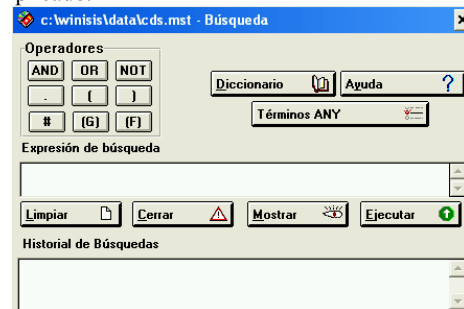 c:\winisis\data\cds.mst - Búsqueda
Operadores
AND OR NOT
. ( )
# (G) (F)
Diccionario Ayuda ?
Términos ANY
Expresión de búsqueda
Limpiar Cerrar Mostrar Ejecutar
Historial de Búsquedas